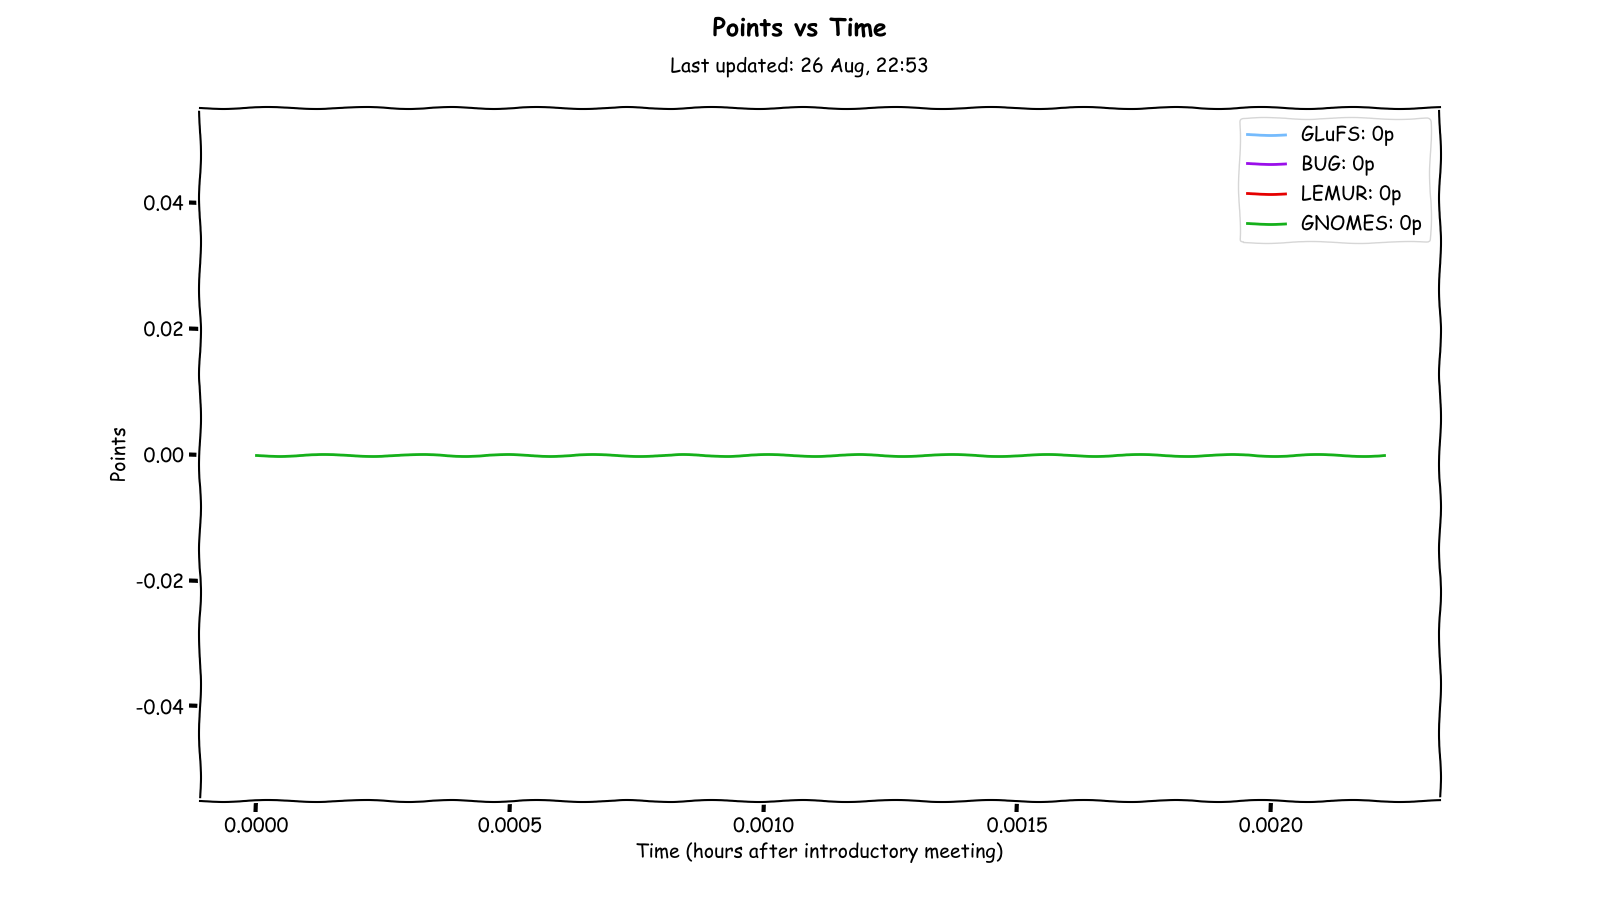 Points vs Time
Last updated: 26 Aug, 22:53
GLuFS: 0p
BUG: 0p
LEMUR: 0p
GNOMES: 0p
0.04
0.02
0.00
-0.02
-0.04
Points
0.0000 0.0005 0.0010 0.0015 0.0020
Time (hours after introductory meeting)